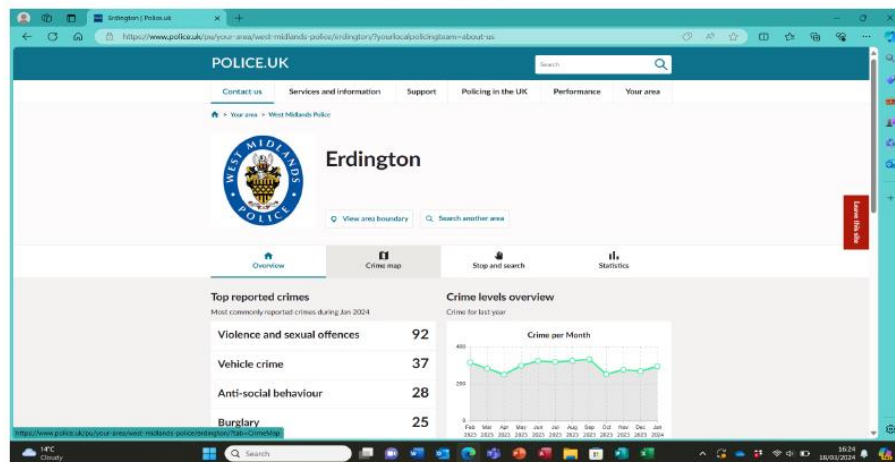 Erdington | Police.uk
https://www.police.uk/pu/your-area/west-midlands-police/erdington/?yourlocalpolicingteam=about-us
POLICE.UK
Search
Contact us Services and information Support Policing in the UK Performance Your area
> Your area > West Midlands Police
WEST MIDLANDS
POLICE
Erdington
View area boundary Search another area
Leave this site
Overview Crime map Stop and search Statistics
Top reported crimes
Crime levels overview
Most commonly reported crimes during Jan 2024
Crime for last year
Violence and sexual offences 92
Vehicle crime 37
Anti-social behaviour 28
Burglary 25
Crime per Month
400
200
Feb Mar Apr May Jun Jul Aug Sep Oct Nov Dec Jan
2023 2023 2023 2023 2023 2023 2023 2023 2023 2023 2023 2024
https://www.police.uk/pu/your-area/west-midlands-police/erdington/?tab=CrimeMap
14°C
Cloudy
Search
16:24
18/03/2024